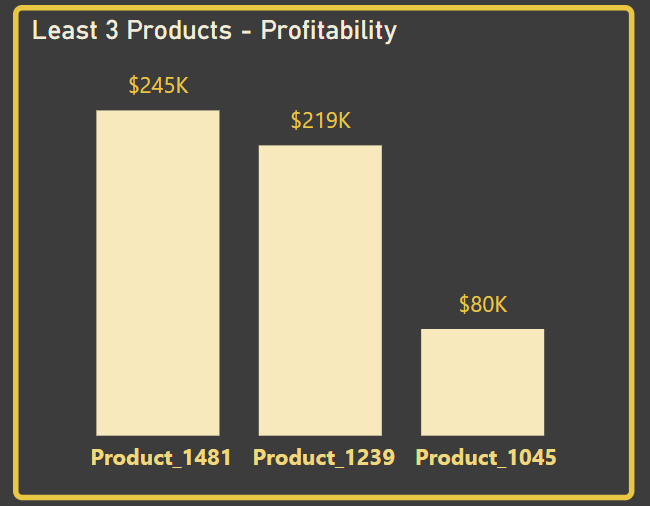 Least 3 Products - Profitability
$245K
$219K
$80K
Product_1481 Product_1239 Product_1045